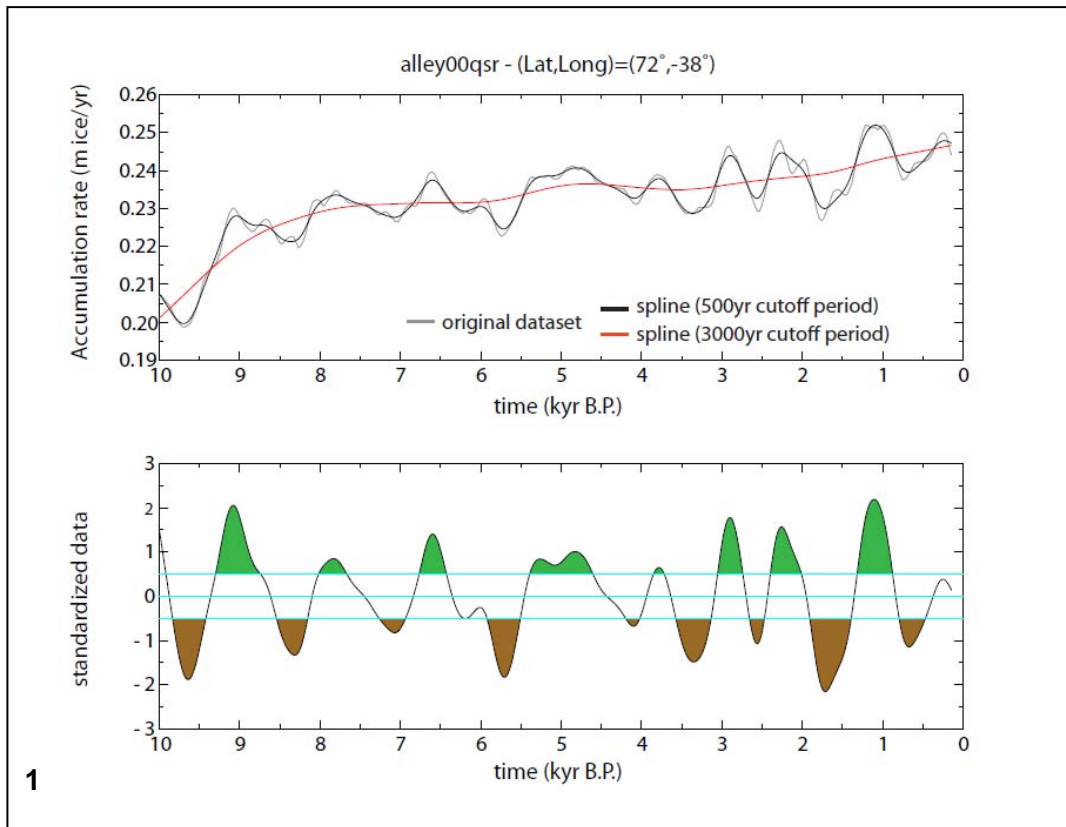 alley00qsr - (Lat,Long)=(72°,-38°)
Accumulation rate (m ice/yr)
0.26
0.25
0.24
0.23
0.22
0.21
0.20
0.19
original dataset
spline (500yr cutoff period)
spline (3000yr cutoff period)
10 9 8 7 6 5 4 3 2 1 0
time (kyr B.P.)
standardized data
3
2
1
0
- 1
- 2
- 3
10 9 8 7 6 5 4 3 2 1 0
time (kyr B.P.)
1